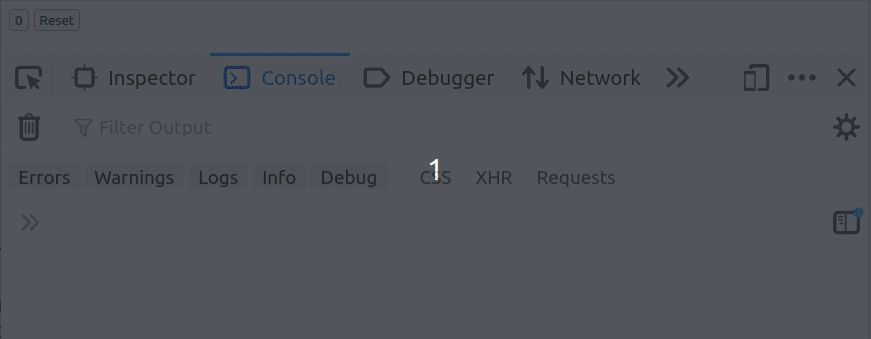 0 Reset
Inspector Console Debugger Network
Filter Output
Errors Warnings Logs Info Debug CSS XHR Requests
1